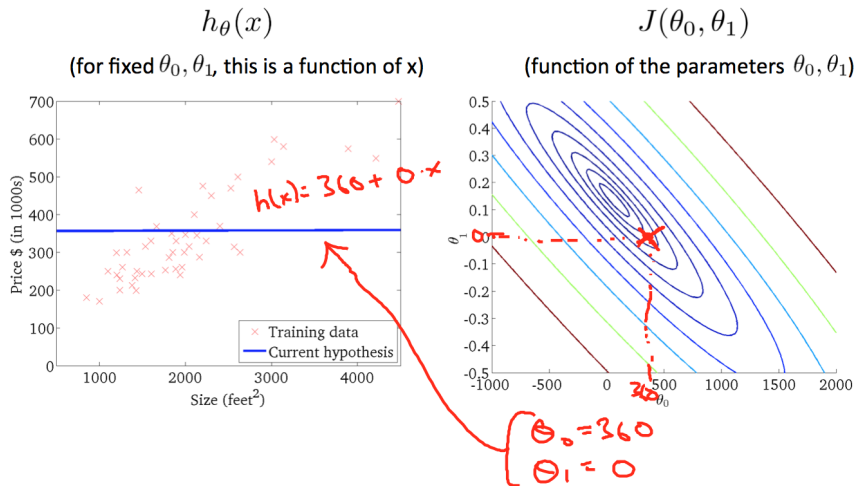 h_θ(x)
(for fixed θ₀, θ₁, this is a function of x)
700
600
500
400
300
200
100
0
Price $ (in 1000s)
1000
2000
3000
4000
Size (feet²)
Training data
Current hypothesis
h(x) = 360 + 0·x
J(θ₀, θ₁)
(function of the parameters θ₀, θ₁)
0.5
0.4
0.3
0.2
0.1
0
-0.1
-0.2
-0.3
-0.4
-0.5
θ₁
0
-1000
-500
0
500
1000
1500
2000
360
θ₀
θ₀ = 360
θ₁ = 0